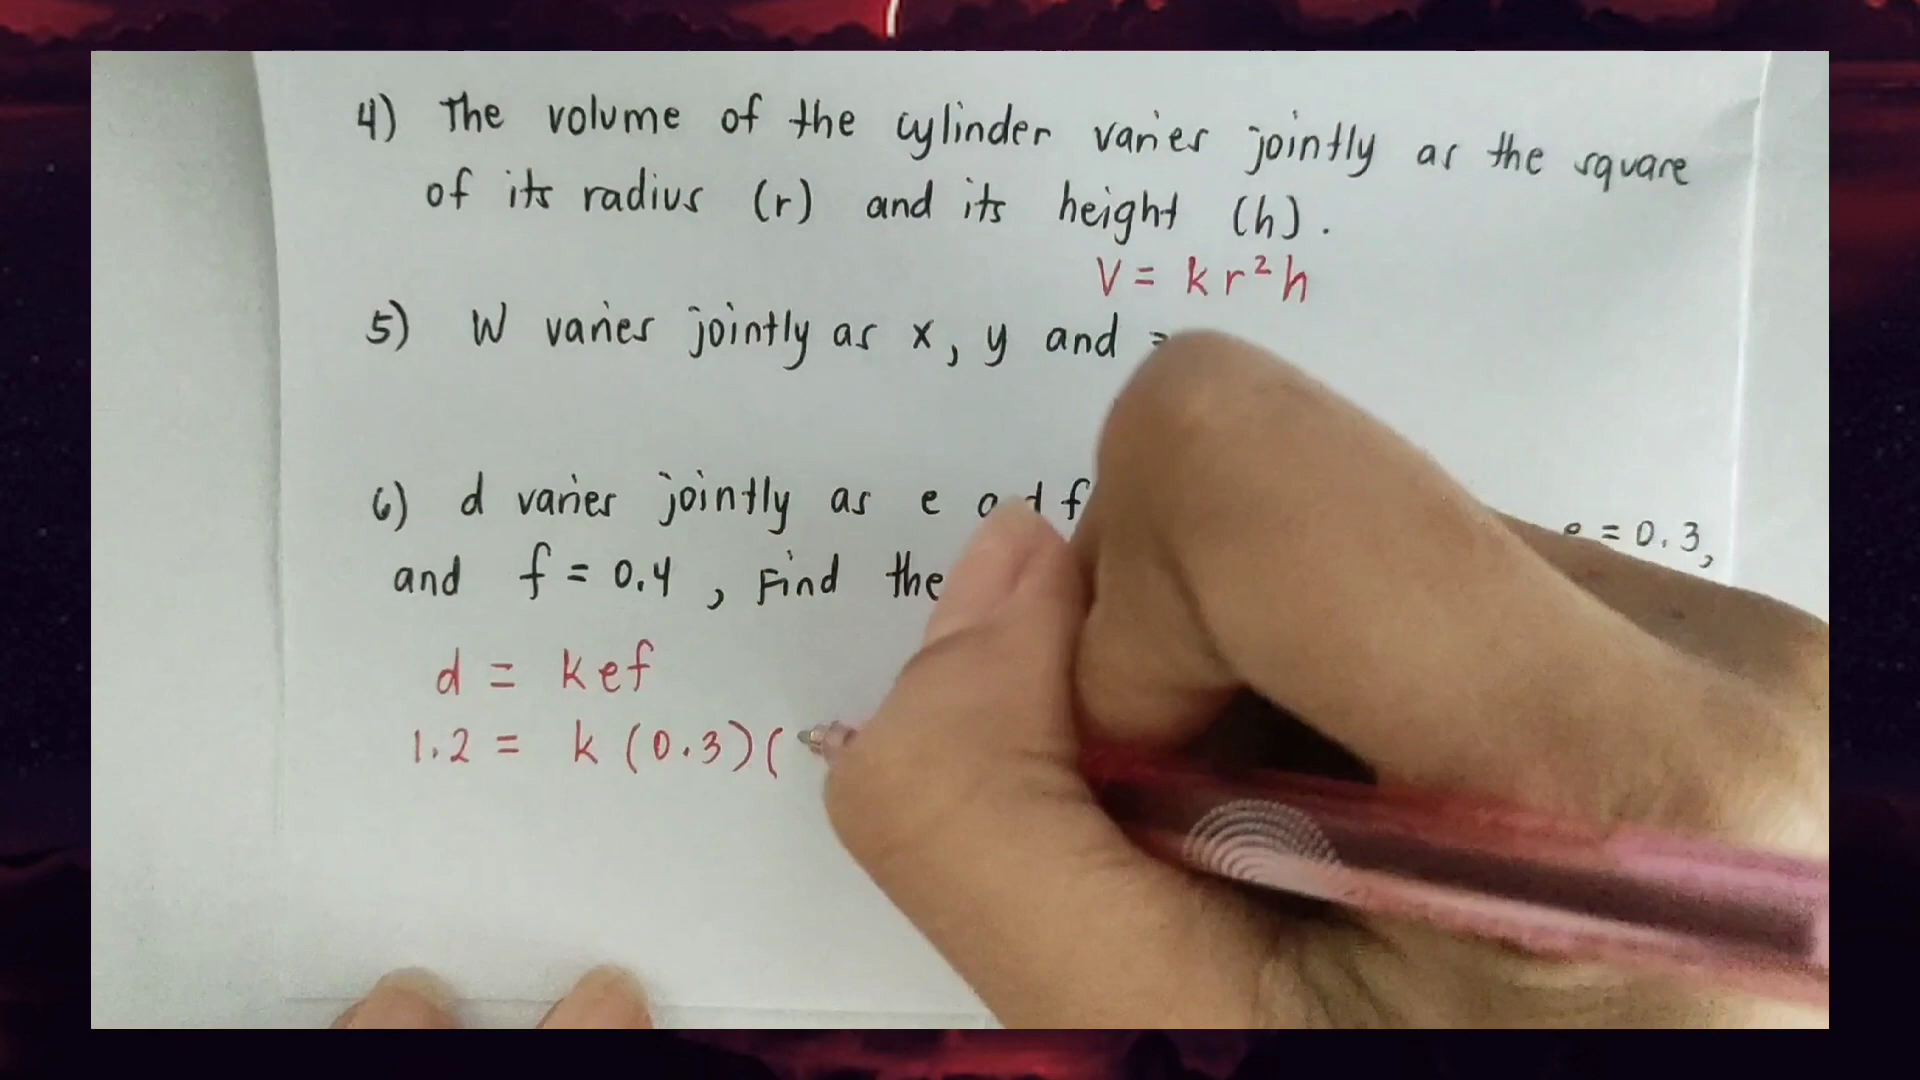 4) The volume of the cylinder varies jointly as the square
of its radius (r) and its height (h).
V = kr²h
5) W varies jointly as x, y and
6) d varies jointly as e and f
e = 0.3,
and f = 0.4, Find the
d = kef
1.2 = k (0.3)(